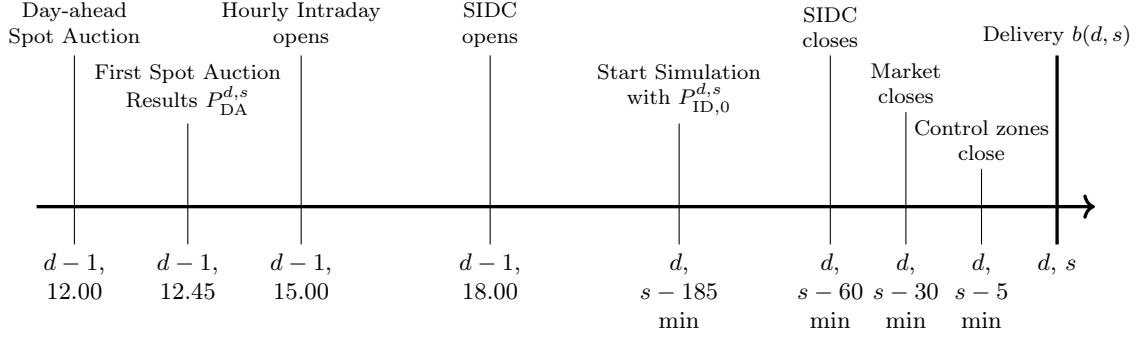 Day-ahead
Spot Auction
First Spot Auction
Results $P_{\mathrm{DA}}^{d,s}$
Hourly Intraday
opens
SIDC
opens
Start Simulation
with $P_{\mathrm{ID},0}^{d,s}$
SIDC
closes
Market
closes
Control zones
close
Delivery $b(d, s)$
$d-1$,
12.00
$d-1$,
12.45
$d-1$,
15.00
$d-1$,
18.00
$d$,
$s-185$
min
$d$,
$s-60$
min
$d$,
$s-30$
min
$d$,
$s-5$
min
$d$, $s$